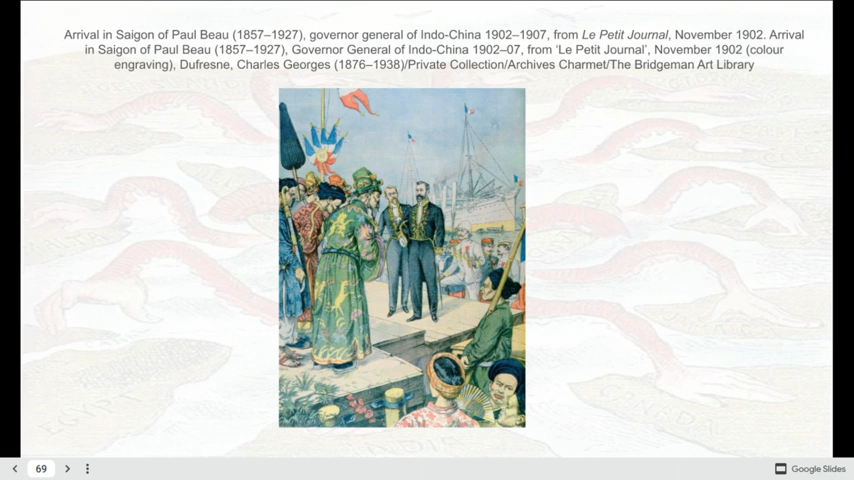 Arrival in Saigon of Paul Beau (1857–1927), governor general of Indo-China 1902–1907, from Le Petit Journal, November 1902. Arrival
in Saigon of Paul Beau (1857–1927), Governor General of Indo-China 1902–07, from ‘Le Petit Journal’, November 1902 (colour
engraving), Dufresne, Charles Georges (1876–1938)/Private Collection/Archives Charmet/The Bridgeman Art Library
EGYPT
CANADA
INDIA
69
Google Slides